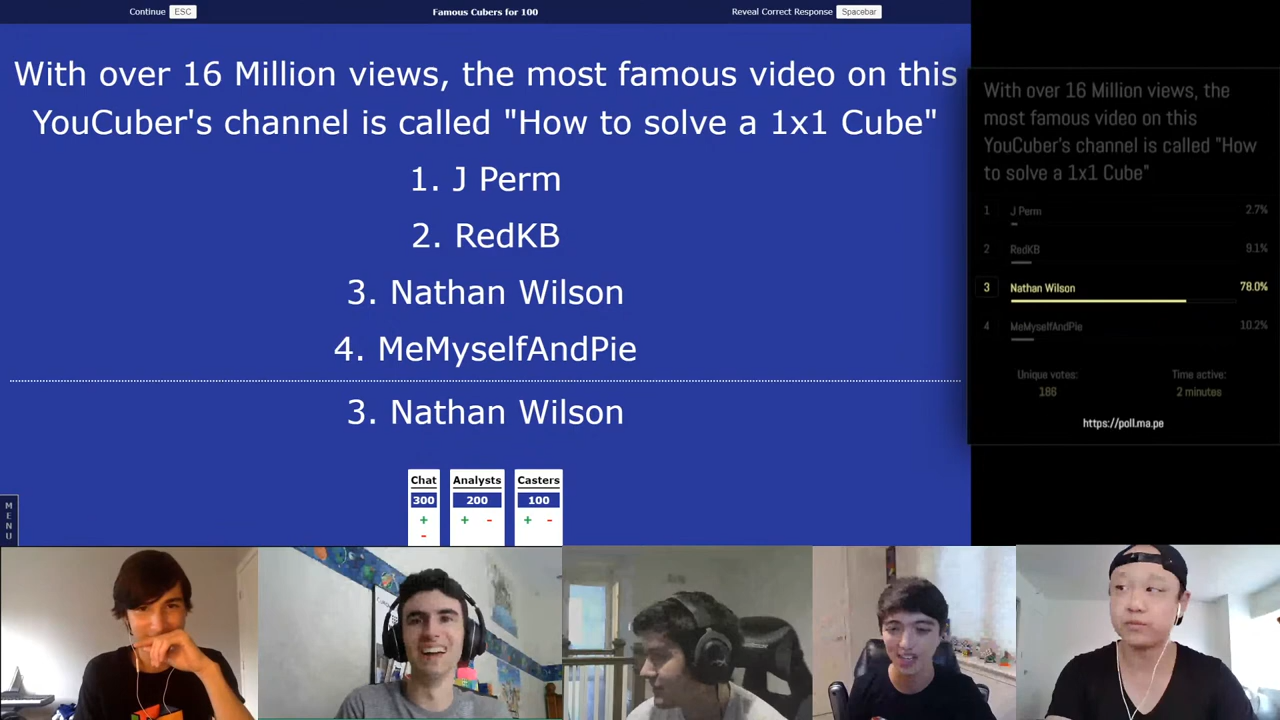 Continue ESC
Famous Cubers for 100
Reveal Correct Response Spacebar
With over 16 Million views, the most famous video on this
YouCuber's channel is called "How to solve a 1x1 Cube"
1. J Perm
2. RedKB
3. Nathan Wilson
4. MeMyselfAndPie
3. Nathan Wilson
Chat Analysts Casters
300 200 100
+ + - + -
-
MENU
With over 16 Million views, the
most famous video on this
YouCuber's channel is called "How
to solve a 1x1 Cube"
1 J Perm 2.7%
2 RedKB 9.1%
3 Nathan Wilson 78.0%
4 MeMyselfAndPie 10.2%
Unique votes: Time active:
186 2 minutes
https://poll.ma.pe